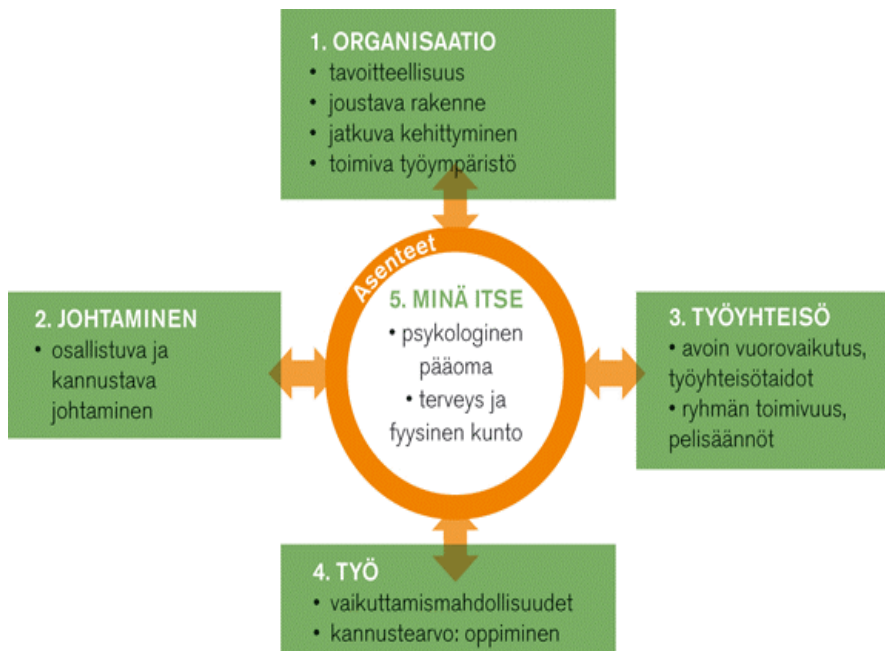 1. ORGANISAATIO
• tavoitteellisuus
• joustava rakenne
• jatkuva kehittyminen
• toimiva työympäristö
Asenteet
2. JOHTAMINEN
• osallistuva ja
kannustava
johtaminen
5. MINÄ ITSE
• psykologinen
pääoma
• terveys ja
fyysinen kunto
3. TYÖYHTEISÖ
• avoin vuorovaikutus,
työyhteisötaidot
• ryhmän toimivuus,
pelisäännöt
4. TYÖ
• vaikuttamismahdollisuudet
• kannustearvo: oppiminen